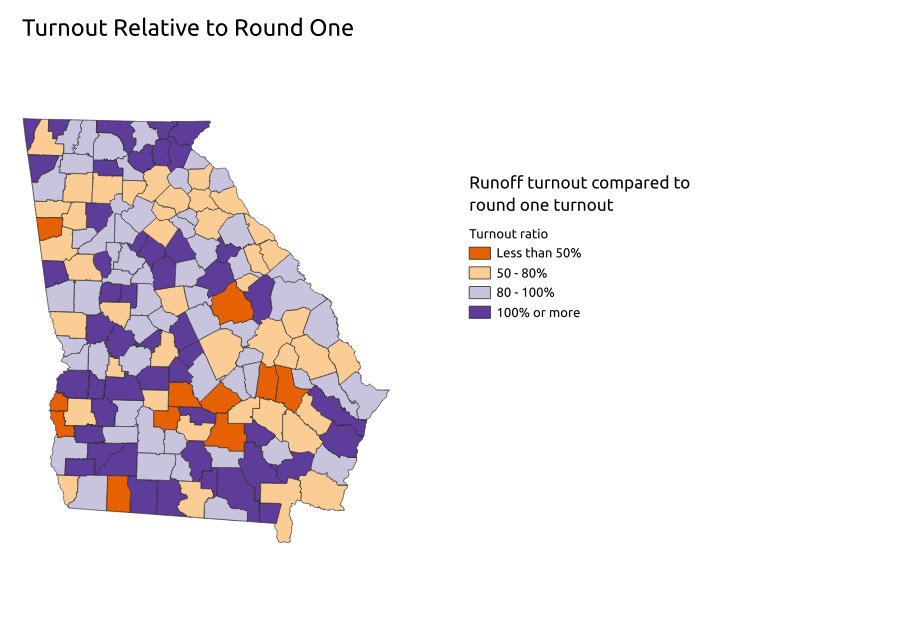 Turnout Relative to Round One
Runoff turnout compared to
round one turnout
Turnout ratio
Less than 50%
50 - 80%
80 - 100%
100% or more